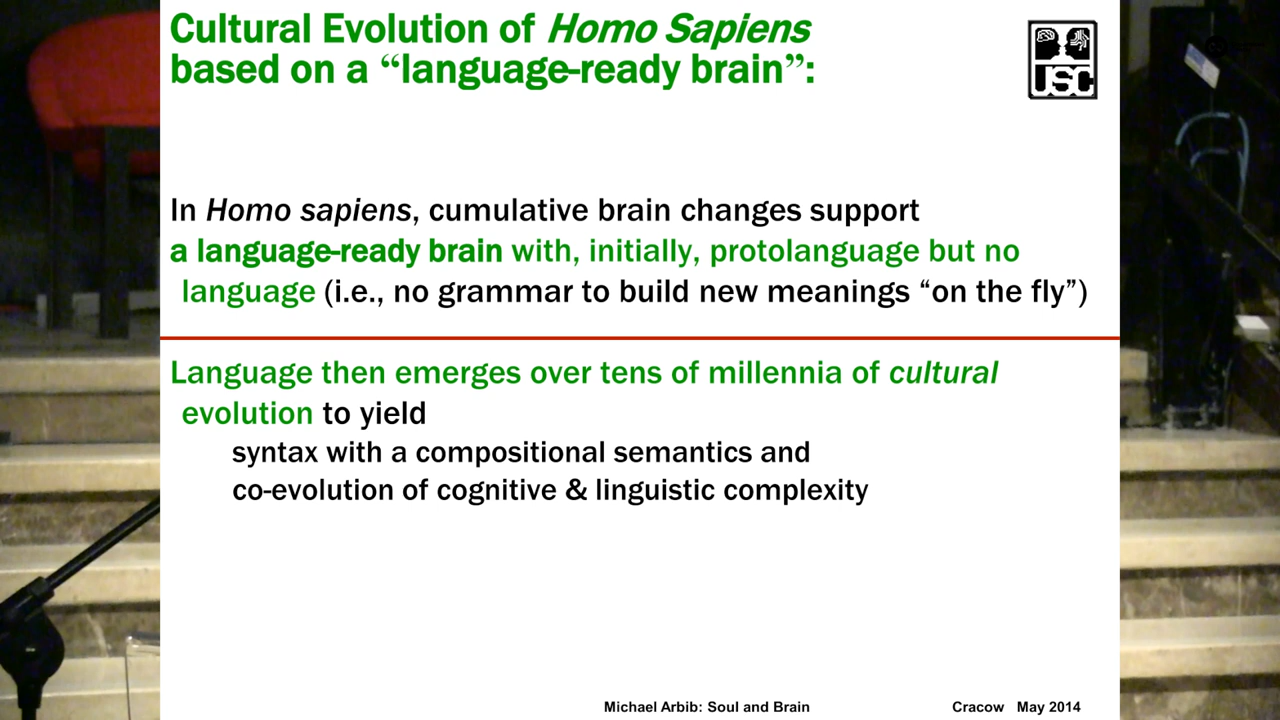 Cultural Evolution of Homo Sapiens
based on a “language-ready brain”:
USC
In Homo sapiens, cumulative brain changes support
a language-ready brain with, initially, protolanguage but no
language (i.e., no grammar to build new meanings “on the fly”)
Language then emerges over tens of millennia of cultural
evolution to yield
syntax with a compositional semantics and
co-evolution of cognitive & linguistic complexity
Michael Arbib: Soul and Brain Cracow May 2014